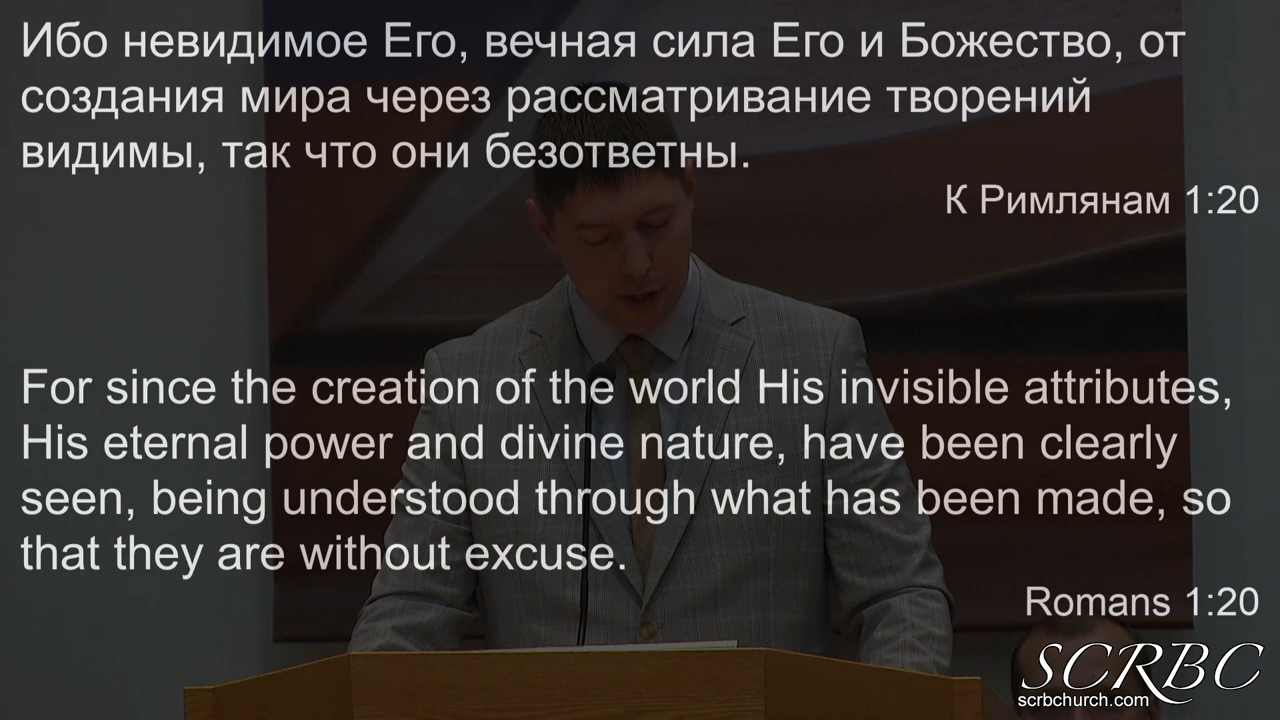 Ибо невидимое Его, вечная сила Его и Божество, от
создания мира через рассматривание творений
видимы, так что они безответны.
К Римлянам 1:20
For since the creation of the world His invisible attributes,
His eternal power and divine nature, have been clearly
seen, being understood through what has been made, so
that they are without excuse.
Romans 1:20
SCRBC
scrbchurch.com